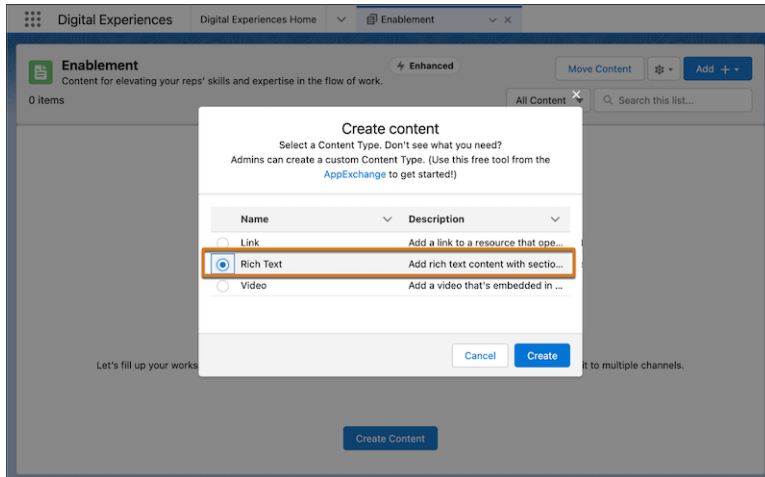 Digital Experiences
Digital Experiences Home
Enablement
Enablement
Content for elevating your reps' skills and expertise in the flow of work.
Enhanced
Move Content
Add
0 items
All Content
Search this list...
Create content
Select a Content Type. Don't see what you need?
Admins can create a custom Content Type. (Use this free tool from the
AppExchange to get started!)
Name Description
Link Add a link to a resource that ope...
Rich Text Add rich text content with sectio...
Video Add a video that's embedded in ...
Cancel Create
Let's fill up your works
it to multiple channels.
Create Content